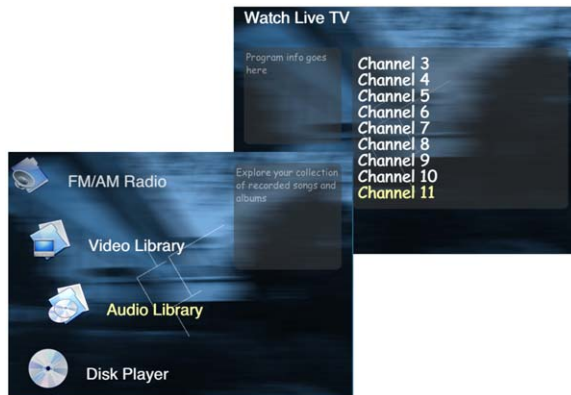 Watch Live TV
Program info goes
here
Channel 3
Channel 4
Channel 5
Channel 6
Channel 7
Channel 8
Channel 9
Channel 10
Channel 11
FM/AM Radio
Explore your collection
of recorded songs and
albums
Video Library
Audio Library
Disk Player